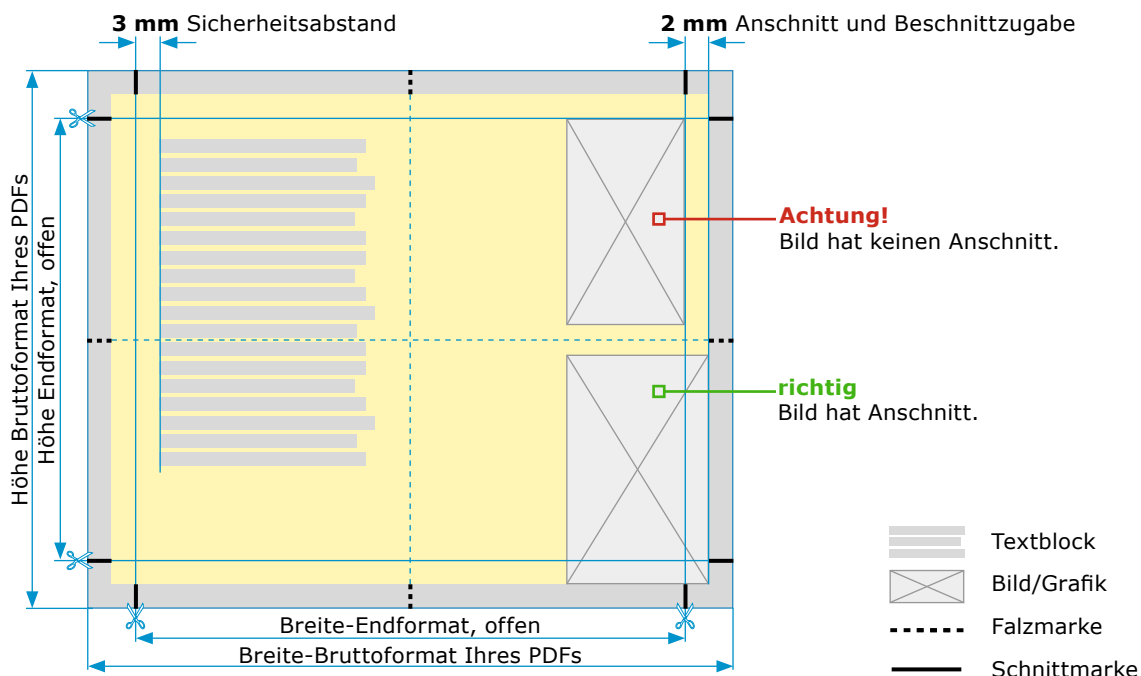 3 mm Sicherheitsabstand
2 mm Anschnitt und Beschnittzugabe
Höhe Bruttoformat Ihres PDFs
Höhe Endformat, offen
Achtung!
Bild hat keinen Anschnitt.
richtig
Bild hat Anschnitt.
Textblock
Bild/Grafik
Falzmarke
Schnittmarke
Breite-Endformat, offen
Breite-Bruttoformat Ihres PDFs